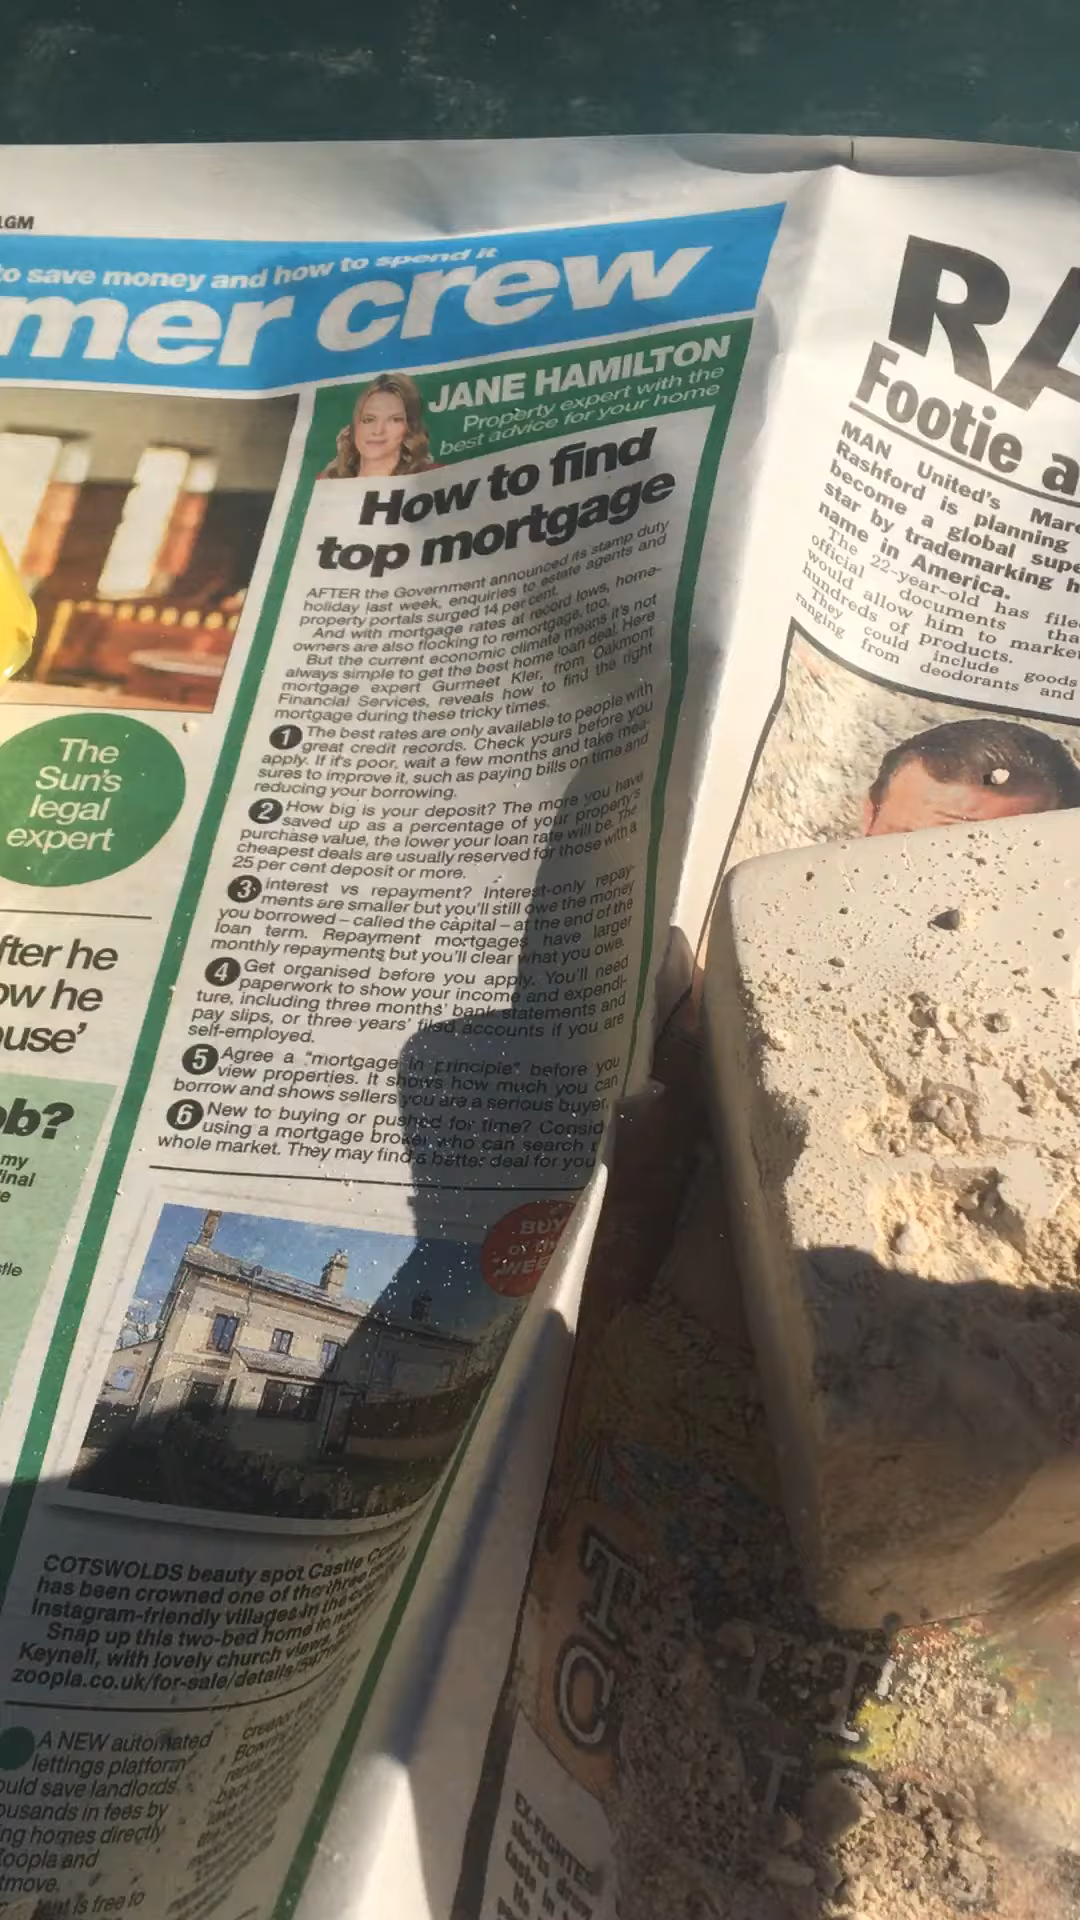 to save money and how to spend it
mer crew
JANE HAMILTON
Property expert with the
best advice for your home
How to find
top mortgage
AFTER the Government announced its stamp duty
holiday last week, enquiries to estate agents and
property portals surged 14 per cent.
And with mortgage rates at record lows, home-
owners are also flocking to remortgage, too.
But the current economic climate means it's not
always simple to get the best home loan deal. Here
mortgage expert Gurmeet Kler, from Oakmont
Financial Services, reveals how to find the right
mortgage during these tricky times.
1 The best rates are only available to people with
great credit records. Check yours before you
apply. If it's poor, wait a few months and take mea-
sures to improve it, such as paying bills on time and
reducing your borrowing.
2 How big is your deposit? The more you have
saved up as a percentage of your property's
purchase value, the lower your loan rate will be. The
cheapest deals are usually reserved for those with a
25 per cent deposit or more.
3 Interest vs repayment? Interest-only repay-
ments are smaller but you'll still owe the money
you borrowed – called the capital – at the end of the
loan term. Repayment mortgages have larger
monthly repayments but you'll clear what you owe.
4 Get organised before you apply. You'll need
paperwork to show your income and expendi-
ture, including three months' bank statements and
pay slips, or three years' filed accounts if you are
self-employed.
5 Agree a "mortgage in principle" before you
view properties. It shows how much you can
borrow and shows sellers you are a serious buyer.
6 New to buying or pushed for time? Consid
using a mortgage broker who can search
whole market. They may find a better deal for you
BUY
OF THE
WEEK
COTSWOLDS beauty spot Castle
has been crowned one of the three
Instagram-friendly villages in the
Snap up this two-bed home in
Keynell, with lovely church views,
zoopla.co.uk/for-sale/details/
A NEW automated
lettings platform
ould save landlords
ousands in fees by
ng homes directly
oopla and
tmove.
is free to
The
Sun's
legal
expert
fter he
ow he
ouse'
ob?
my
final
RA
Footie a
MAN United's Marc
Rashford is planning
become a global supe
star by trademarking h
name in America.
The 22-year-old has file
official documents tha
would allow him to market
hundreds of products.
They could include goods
ranging from deodorants and